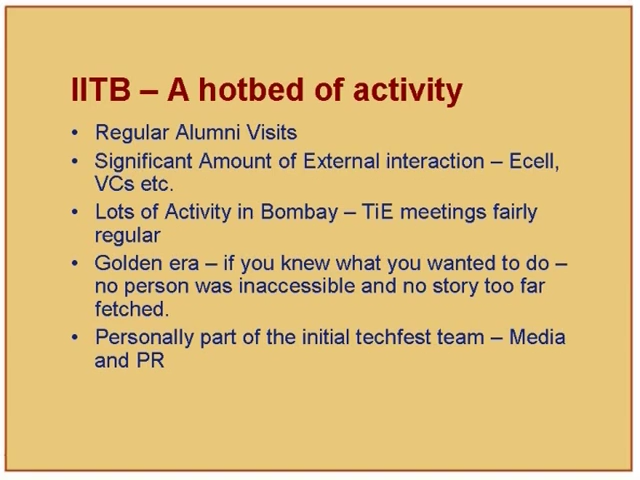 IITB – A hotbed of activity
• Regular Alumni Visits
• Significant Amount of External interaction – Ecell,
VCs etc.
• Lots of Activity in Bombay – TiE meetings fairly
regular
• Golden era – if you knew what you wanted to do –
no person was inaccessible and no story too far
fetched.
• Personally part of the initial techfest team – Media
and PR